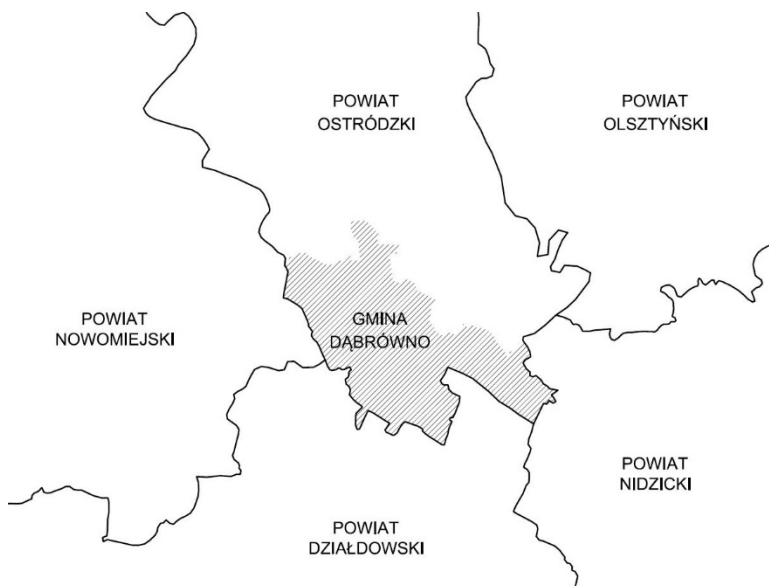 POWIAT
OSTRÓDZKI
POWIAT
OLSZTYŃSKI
POWIAT
NOWOMIEJSKI
GMINA
DĄBRÓWNO
POWIAT
NIDZICKI
POWIAT
DZIAŁDOWSKI